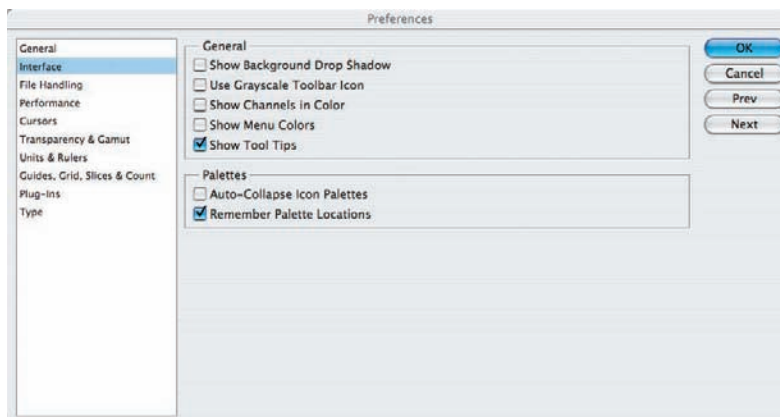 Preferences
General
Interface
File Handling
Performance
Cursors
Transparency & Gamut
Units & Rulers
Guides, Grid, Slices & Count
Plug-Ins
Type
General
Show Background Drop Shadow
Use Grayscale Toolbar Icon
Show Channels in Color
Show Menu Colors
Show Tool Tips
Palettes
Auto-Collapse Icon Palettes
Remember Palette Locations
OK
Cancel
Prev
Next